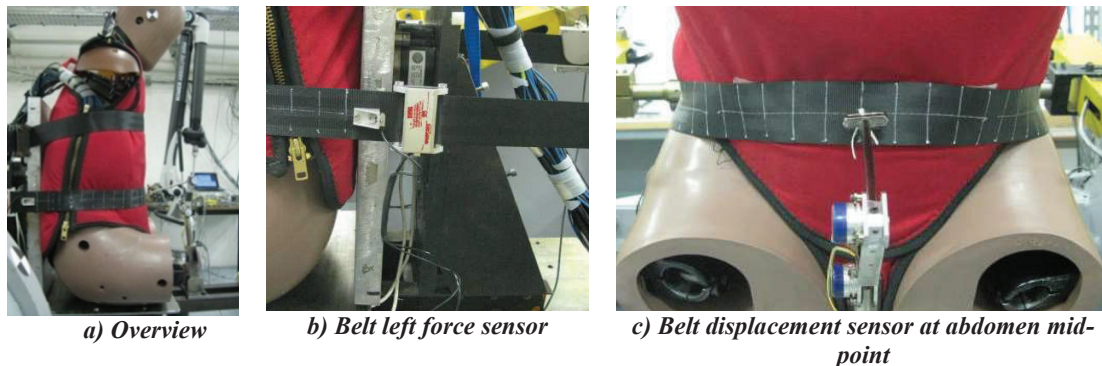 a) Overview
b) Belt left force sensor
c) Belt displacement sensor at abdomen mid-
point